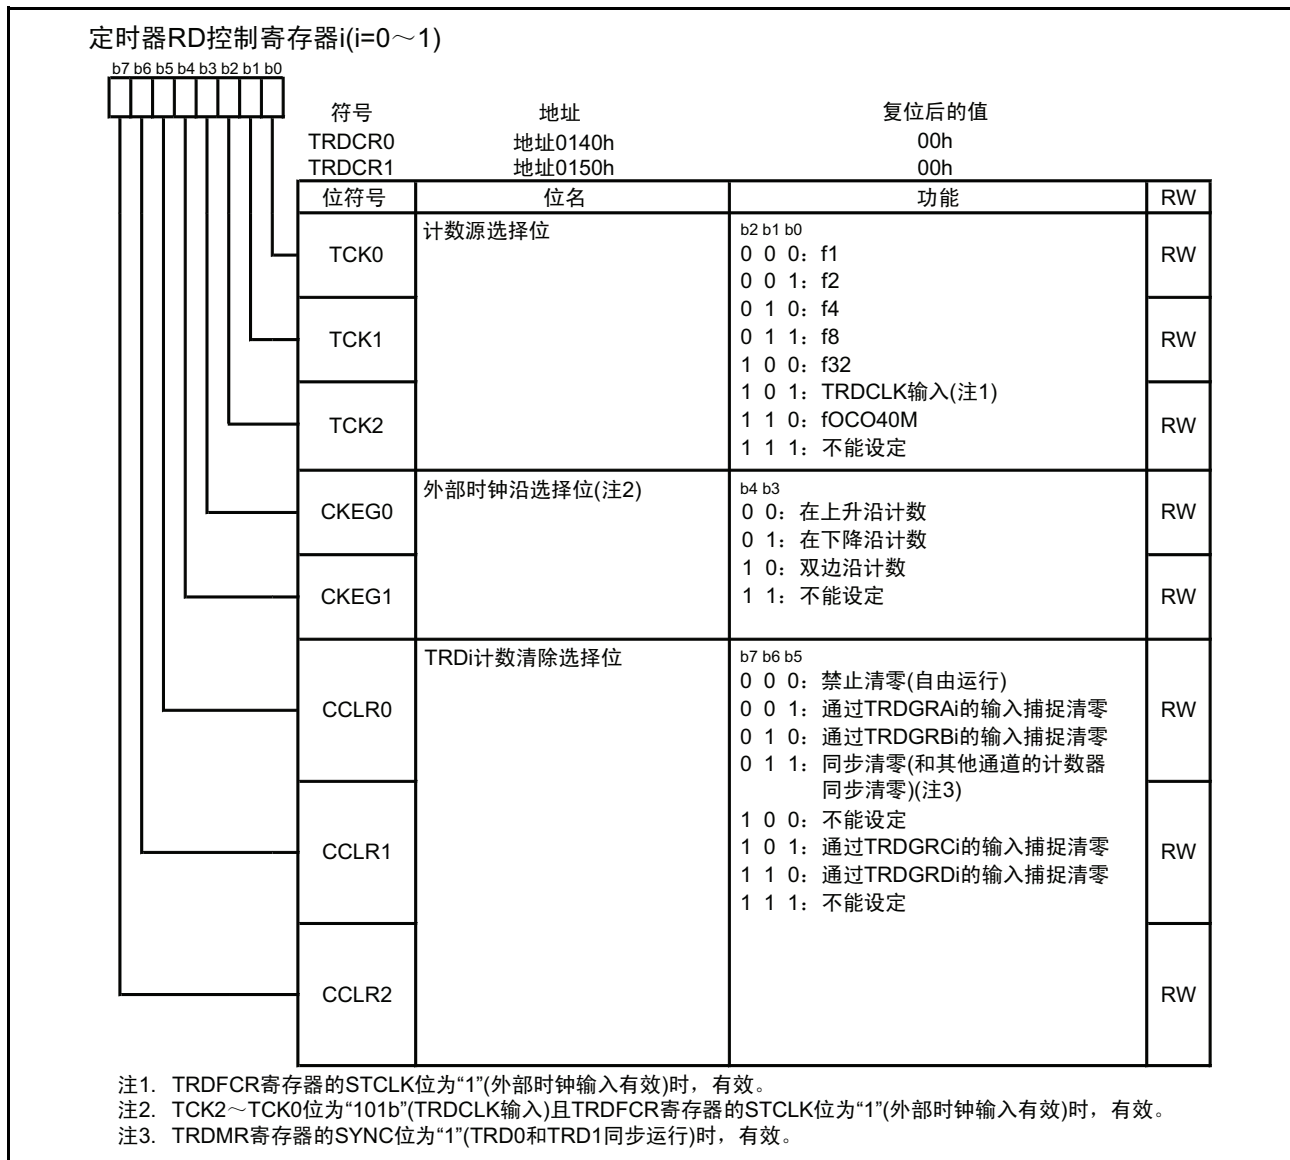 定时器RD控制寄存器i(i=0～1)
b7 b6 b5 b4 b3 b2 b1 b0
符号 地址 复位后的值
TRDCR0 地址0140h 00h
TRDCR1 地址0150h 00h
位符号 位名 功能 RW
TCK0 计数源选择位 RW
TCK1 RW
TCK2 RW
b2 b1 b0
0 0 0：f1
0 0 1：f2
0 1 0：f4
0 1 1：f8
1 0 0：f32
1 0 1：TRDCLK输入(注1)
1 1 0：fOCO40M
1 1 1：不能设定
CKEG0 外部时钟沿选择位(注2) RW
CKEG1 RW
b4 b3
0 0：在上升沿计数
0 1：在下降沿计数
1 0：双边沿计数
1 1：不能设定
CCLR0 TRDi计数清除选择位 RW
CCLR1 RW
CCLR2 RW
b7 b6 b5
0 0 0：禁止清零(自由运行)
0 0 1：通过TRDGRAi的输入捕捉清零
0 1 0：通过TRDGRBi的输入捕捉清零
0 1 1：同步清零(和其他通道的计数器
同步清零)(注3)
1 0 0：不能设定
1 0 1：通过TRDGRCi的输入捕捉清零
1 1 0：通过TRDGRDi的输入捕捉清零
1 1 1：不能设定
注1. TRDFCR寄存器的STCLK位为“1”(外部时钟输入有效)时，有效。
注2. TCK2～TCK0位为“101b”(TRDCLK输入)且TRDFCR寄存器的STCLK位为“1”(外部时钟输入有效)时，有效。
注3. TRDMR寄存器的SYNC位为“1”(TRD0和TRD1同步运行)时，有效。